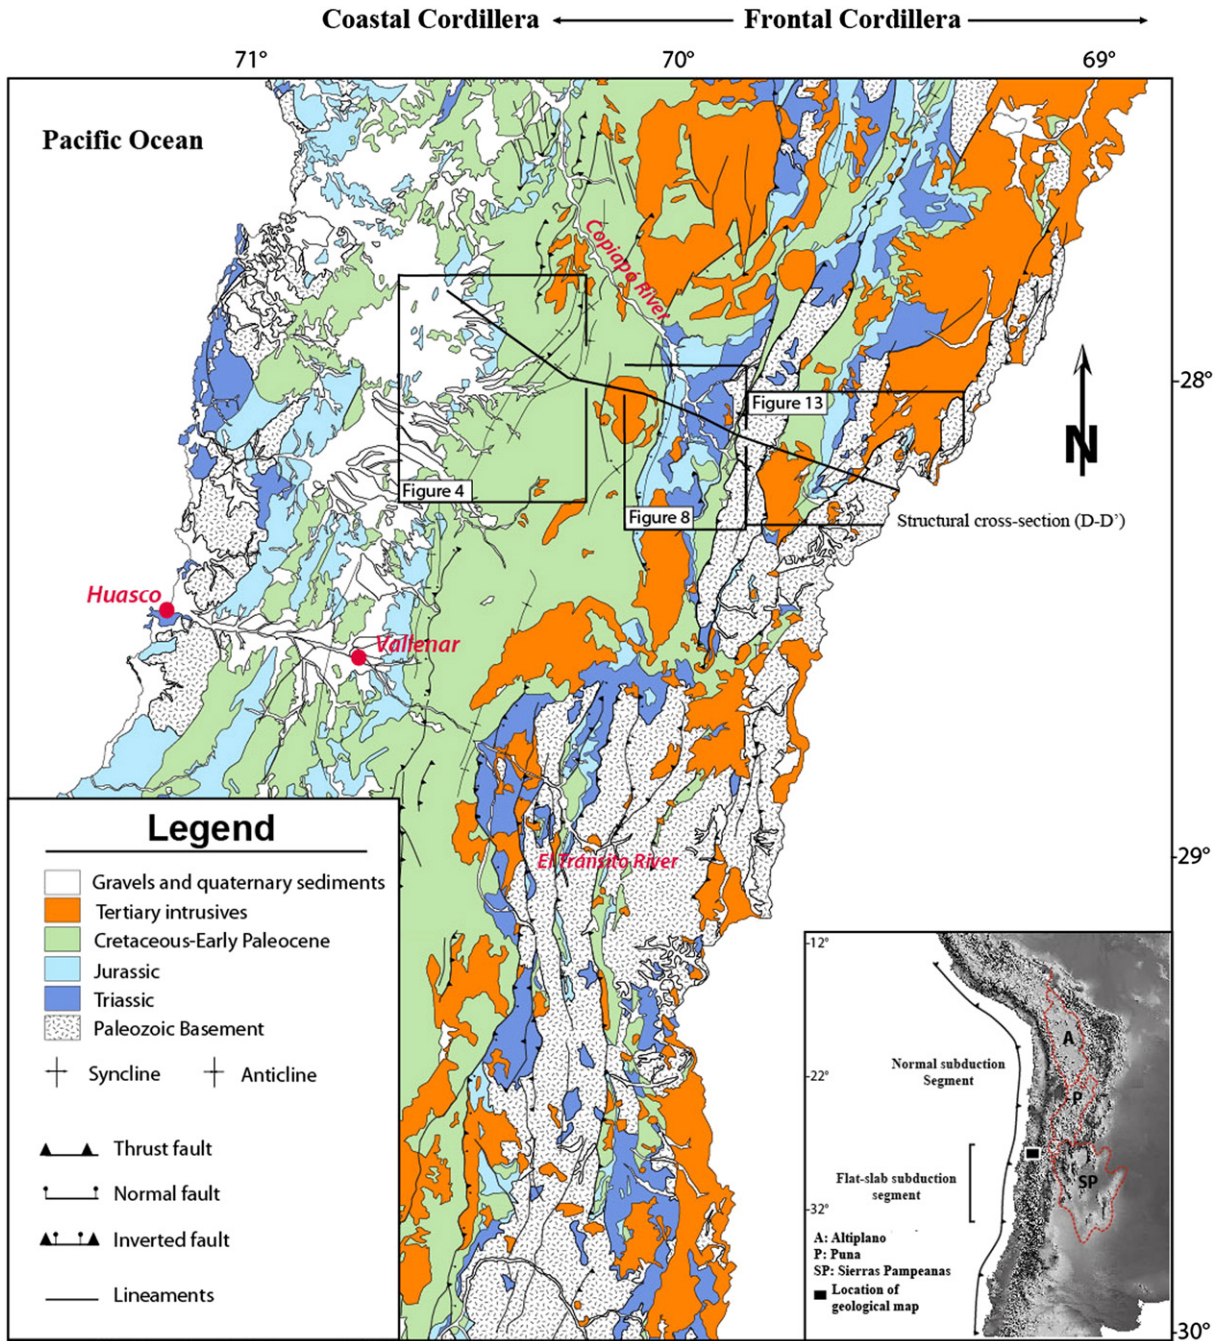 Coastal Cordillera
Frontal Cordillera
71°
70°
69°
Pacific Ocean
Copiapó River
28°
Figure 13
N
Figure 4
Figure 8
Structural cross-section (D-D’)
Huasco
Vallenar
El Tránsito River
29°
Legend
Gravels and quaternary sediments
Tertiary intrusives
Cretaceous-Early Paleocene
Jurassic
Triassic
Paleozoic Basement
Syncline
Anticline
Thrust fault
Normal fault
Inverted fault
Lineaments
-12°
A
Normal subduction
Segment
-22°
P
Flat-slab subduction
segment
SP
-32°
A: Altiplano
P: Puna
SP: Sierras Pampeanas
Location of
geological map
30°